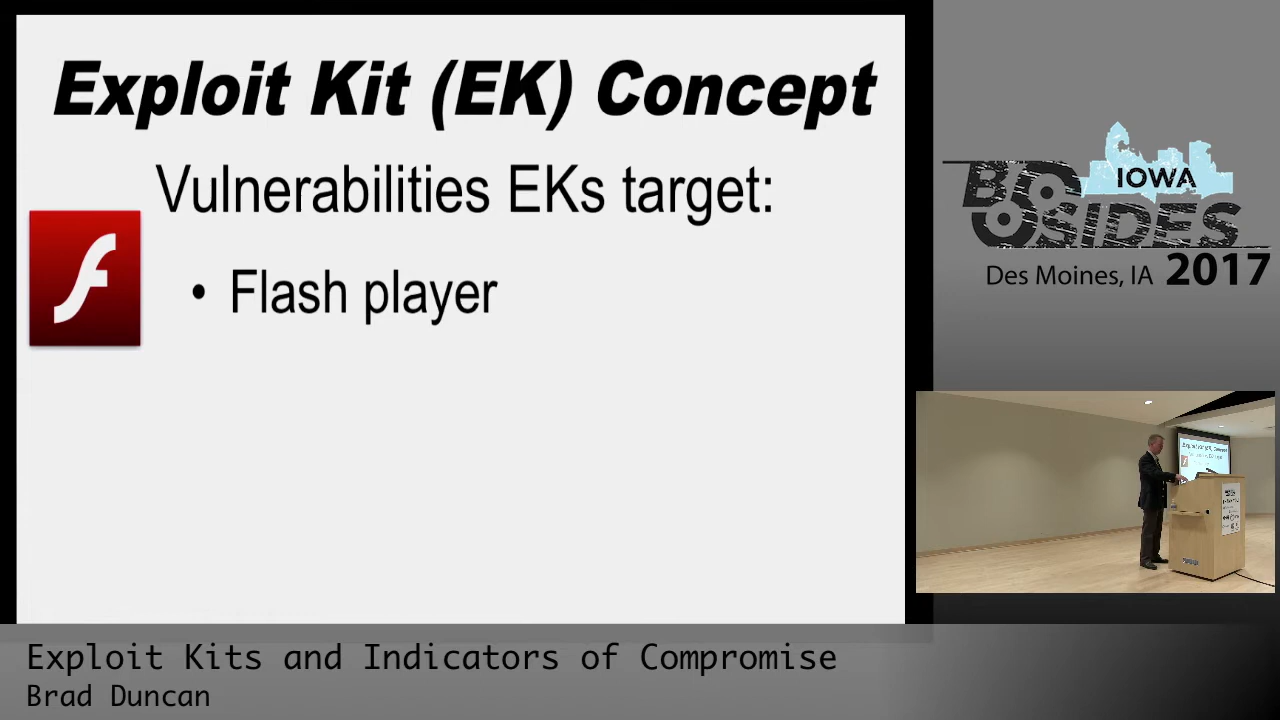 Exploit Kit (EK) Concept
Vulnerabilities EKs target:
• Flash player
IOWA
BSIDES
Des Moines, IA 2017
Exploit Kits and Indicators of Compromise
Brad Duncan